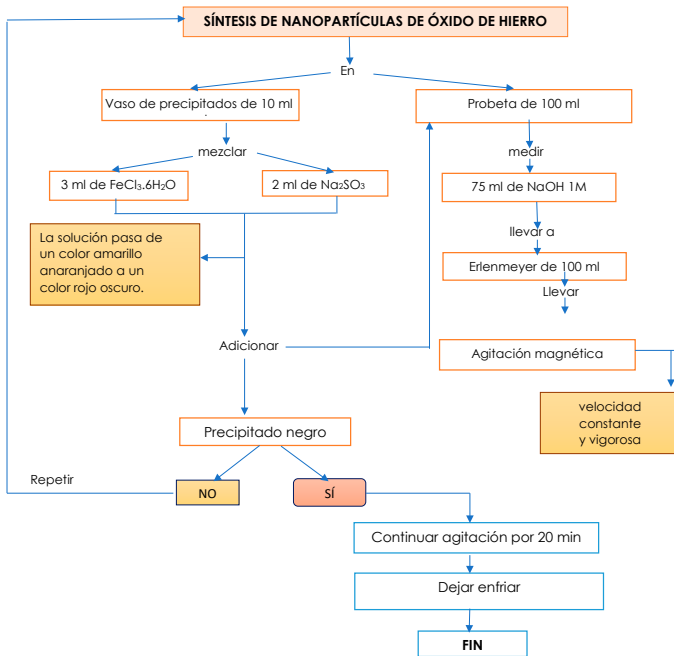 SÍNTESIS DE NANOPARTÍCULAS DE ÓXIDO DE HIERRO
En
Vaso de precipitados de 10 ml
.
Probeta de 100 ml
mezclar
medir
3 ml de FeCl₃.6H₂O
2 ml de Na₂SO₃
75 ml de NaOH 1M
La solución pasa de
un color amarillo
anaranjado a un
color rojo oscuro.
llevar a
Erlenmeyer de 100 ml
Llevar
Adicionar
Agitación magnética
velocidad
constante
y vigorosa
Precipitado negro
Repetir
NO
SÍ
Continuar agitación por 20 min
Dejar enfriar
FIN